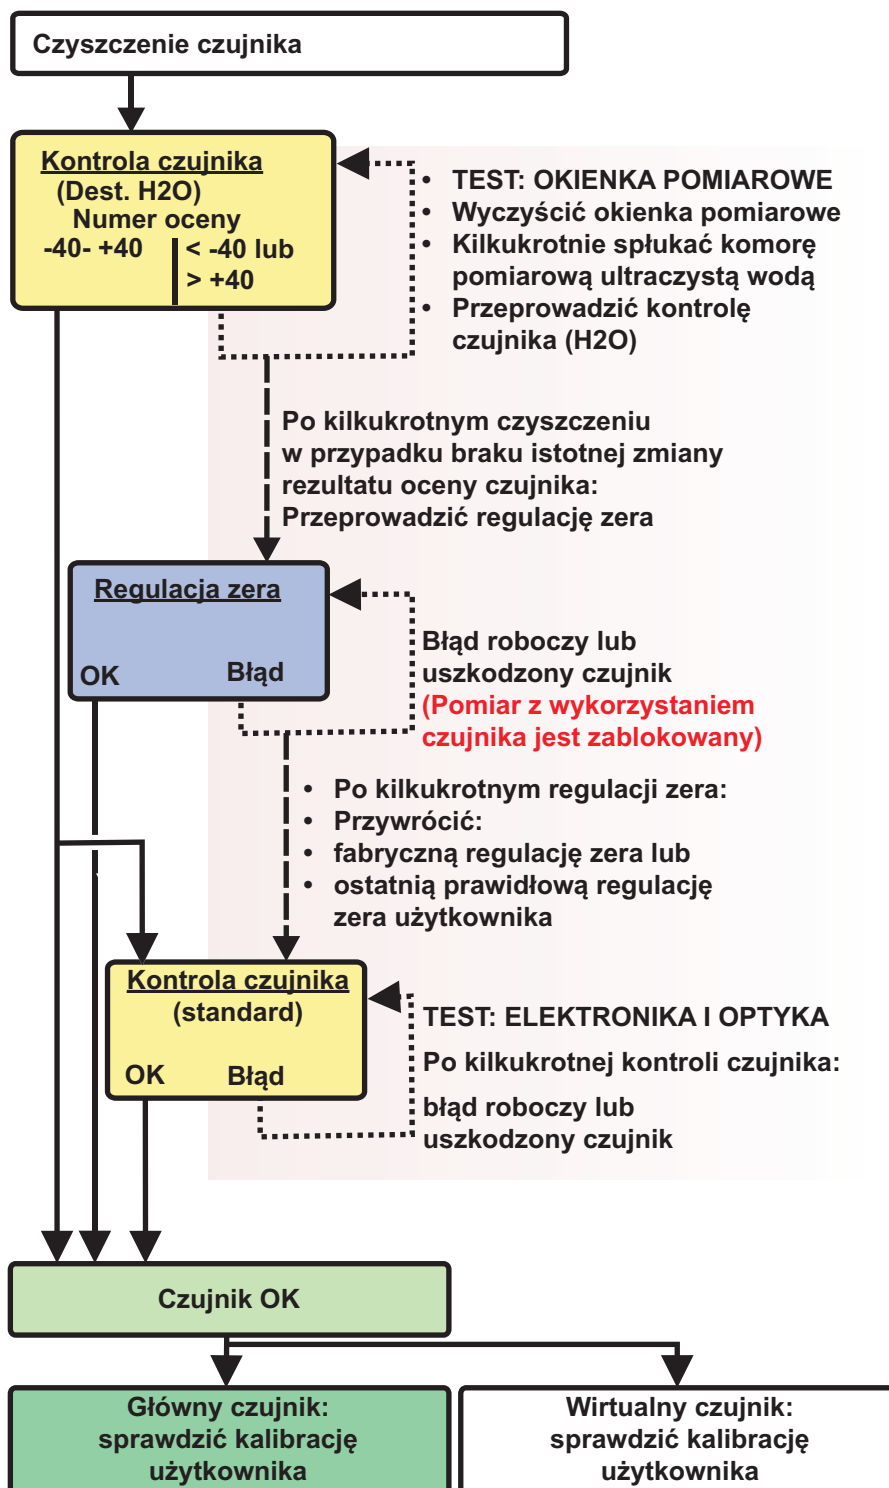 Czyszczenie czujnika
Kontrola czujnika
(Dest. H2O)
Numer oceny
-40- +40
< -40 lub
> +40
• TEST: OKIENKA POMIAROWE
• Wyczyścić okienka pomiarowe
• Kilkukrotnie spłukać komorę
pomiarową ultraczystą wodą
• Przeprowadzić kontrolę
czujnika (H2O)
Po kilkukrotnym czyszczeniu
w przypadku braku istotnej zmiany
rezultatu oceny czujnika:
Przeprowadzić regulację zera
Regulacja zera
OK
Błąd
Błąd roboczy lub
uszkodzony czujnik
(Pomiar z wykorzystaniem
czujnika jest zablokowany)
• Po kilkukrotnym regulacji zera:
• Przywrócić:
• fabryczną regulację zera lub
• ostatnią prawidłową regulację
zera użytkownika
Kontrola czujnika
(standard)
OK
Błąd
TEST: ELEKTRONIKA I OPTYKA
Po kilkukrotnej kontroli czujnika:
błąd roboczy lub
uszkodzony czujnik
Czujnik OK
Główny czujnik:
sprawdzić kalibrację
użytkownika
Wirtualny czujnik:
sprawdzić kalibrację
użytkownika